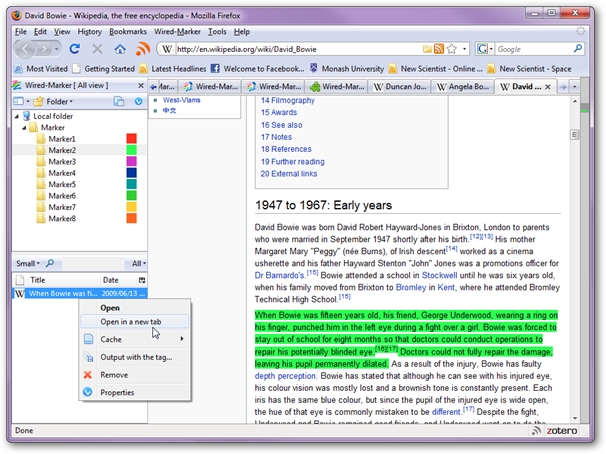 David Bowie - Wikipedia, the free encyclopedia - Mozilla Firefox
File Edit View History Bookmarks Wired-Marker Tools Help
http://en.wikipedia.org/wiki/David_Bowie
Google
Most Visited Getting Started Latest Headlines Welcome to Facebook... Monash University New Scientist - Online ... New Scientist - Space
Wired-Marker [ All view ]
/Mar... Wired-Mar... Wired-Mar... Wired-Mar... Duncan Jo... Angela Bo... David ...
Folder
Local folder
Marker
Marker1
Marker2
Marker3
Marker4
Marker5
Marker6
Marker7
Marker8
Small All
Title Date
When Bowie was fi... 2009/06/13 ...
Open
Open in a new tab
Cache
Output with the tag...
Remove
Properties
West-Vlams
中文
14 Filmography
15 Awards
16 See also
17 Notes
18 References
19 Further reading
20 External links
1947 to 1967: Early years
David Bowie was born David Robert Hayward-Jones in Brixton, London to parents
who were married in September 1947 shortly after his birth.[12][13] His mother
Margaret Mary "Peggy" (née Burns), of Irish descent[14] worked as a cinema
usherette and his father Hayward Stenton "John" Jones was a promotions officer for
Dr Barnardo's.[15] Bowie attended a school in Stockwell until he was six years old,
when his family moved from Brixton to Bromley in Kent, where he attended Bromley
Technical High School.[15]
When Bowie was fifteen years old, his friend, George Underwood, wearing a ring on
his finger, punched him in the left eye during a fight over a girl. Bowie was forced to
stay out of school for eight months so that doctors could conduct operations to
repair his potentially blinded eye.[16][17] Doctors could not fully repair the damage,
leaving his pupil permanently dilated. As a result of the injury, Bowie has faulty
depth perception. Bowie has stated that although he can see with his injured eye,
his colour vision was mostly lost and a brownish tone is constantly present. Each
iris has the same blue colour, but since the pupil of the injured eye is wide open,
the hue of that eye is commonly mistaken to be different.[17] Despite the fight,
Underwood and Bowie remained good friends, and Underwood went on to do the
Done
zotero